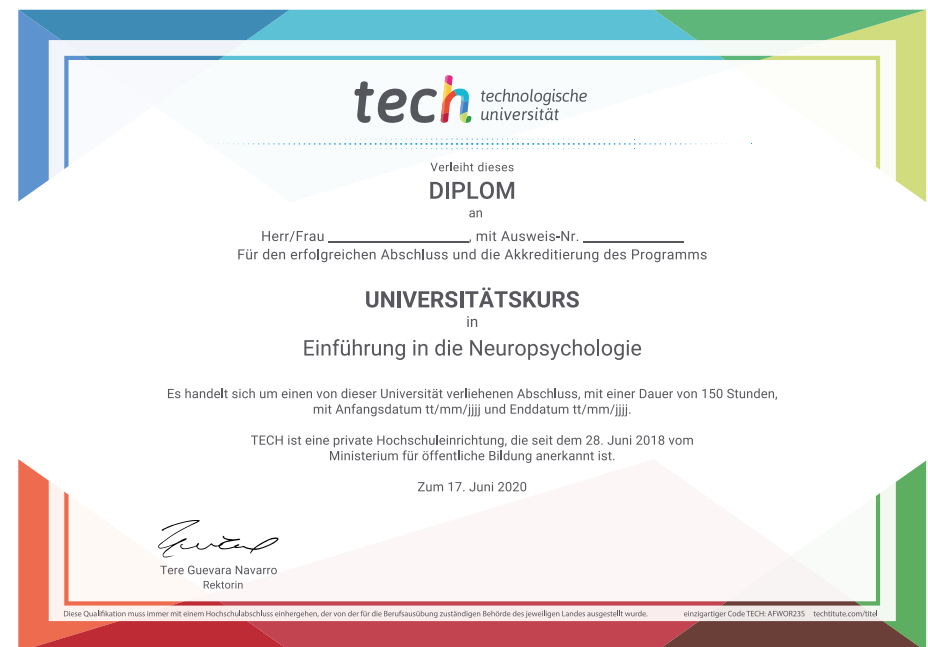 tech technologische
universität
Verleiht dieses
DIPLOM
an
Herr/Frau ____________________, mit Ausweis-Nr. ______________
Für den erfolgreichen Abschluss und die Akkreditierung des Programms
UNIVERSITÄTSKURS
in
Einführung in die Neuropsychologie
Es handelt sich um einen von dieser Universität verliehenen Abschluss, mit einer Dauer von 150 Stunden,
mit Anfangsdatum tt/mm/jjjj und Enddatum tt/mm/jjjj.
TECH ist eine private Hochschuleinrichtung, die seit dem 28. Juni 2018 vom
Ministerium für öffentliche Bildung anerkannt ist.
Zum 17. Juni 2020
Tere Guevara Navarro
Rektorin
Diese Qualifikation muss immer mit einem Hochschulabschluss einhergehen, der von der für die Berufsausübung zuständigen Behörde des jeweiligen Landes ausgestellt wurde. einzigartiger Code TECH: AFWOR23S techtitute.com/titel